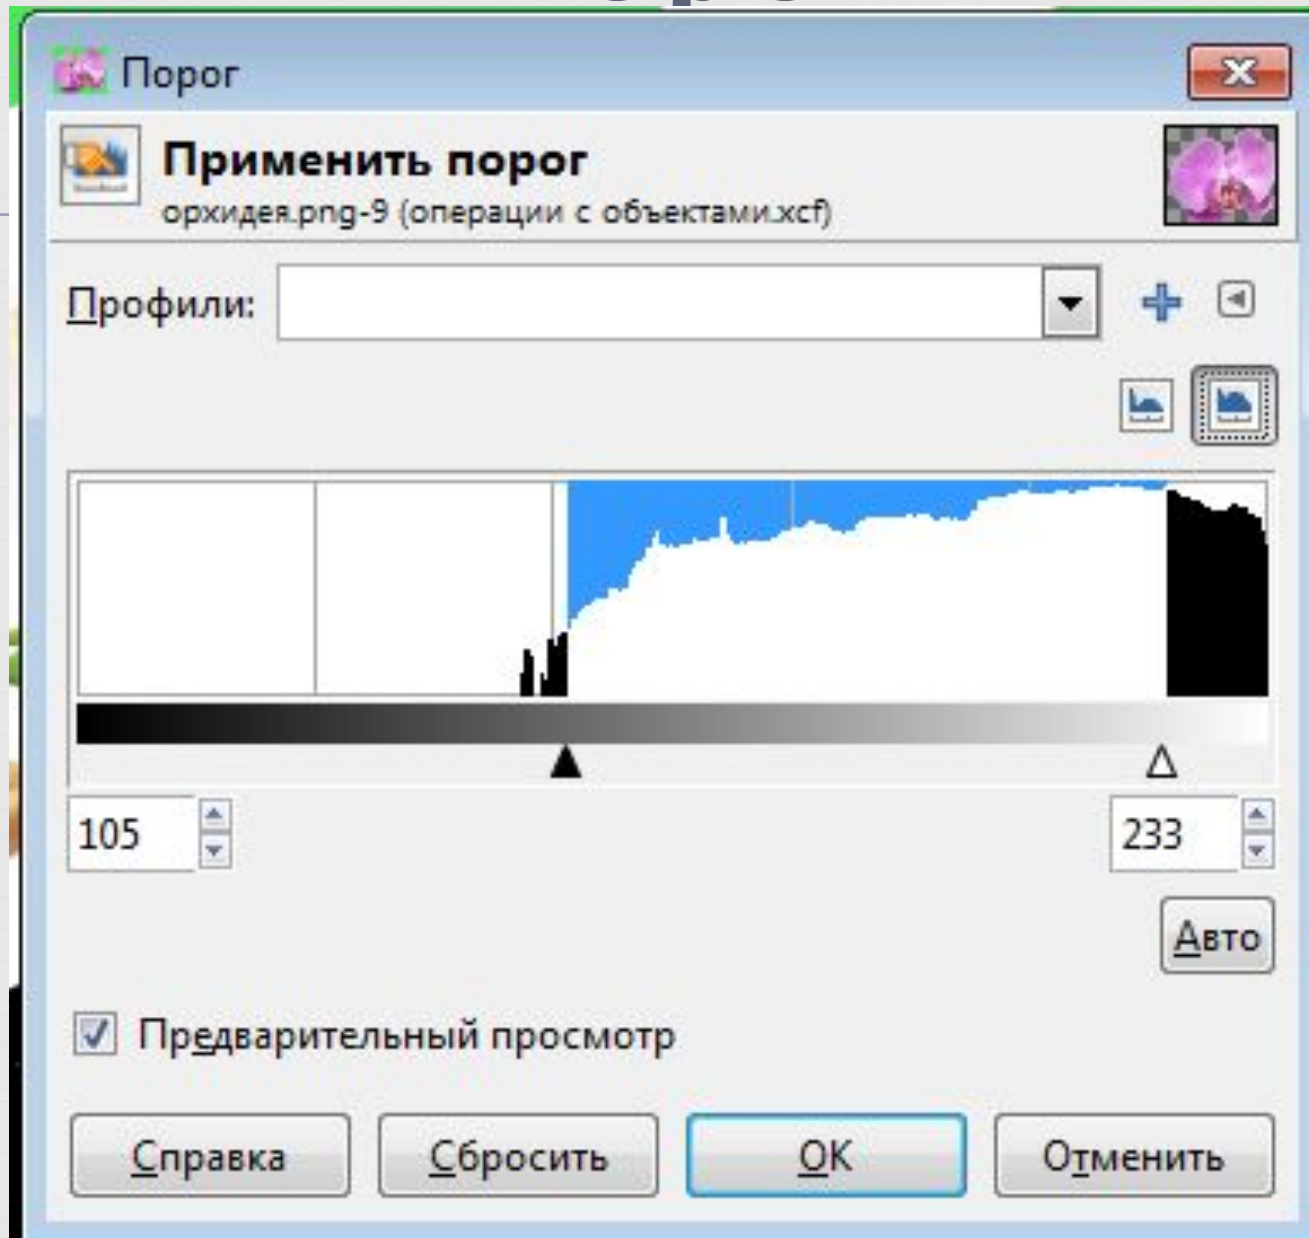 Порог
Применить порог
орхидея.png-9 (операции с объектами.xcf)
Профили:
105
233
Авто
Предварительный просмотр
Справка
Сбросить
OK
Отменить